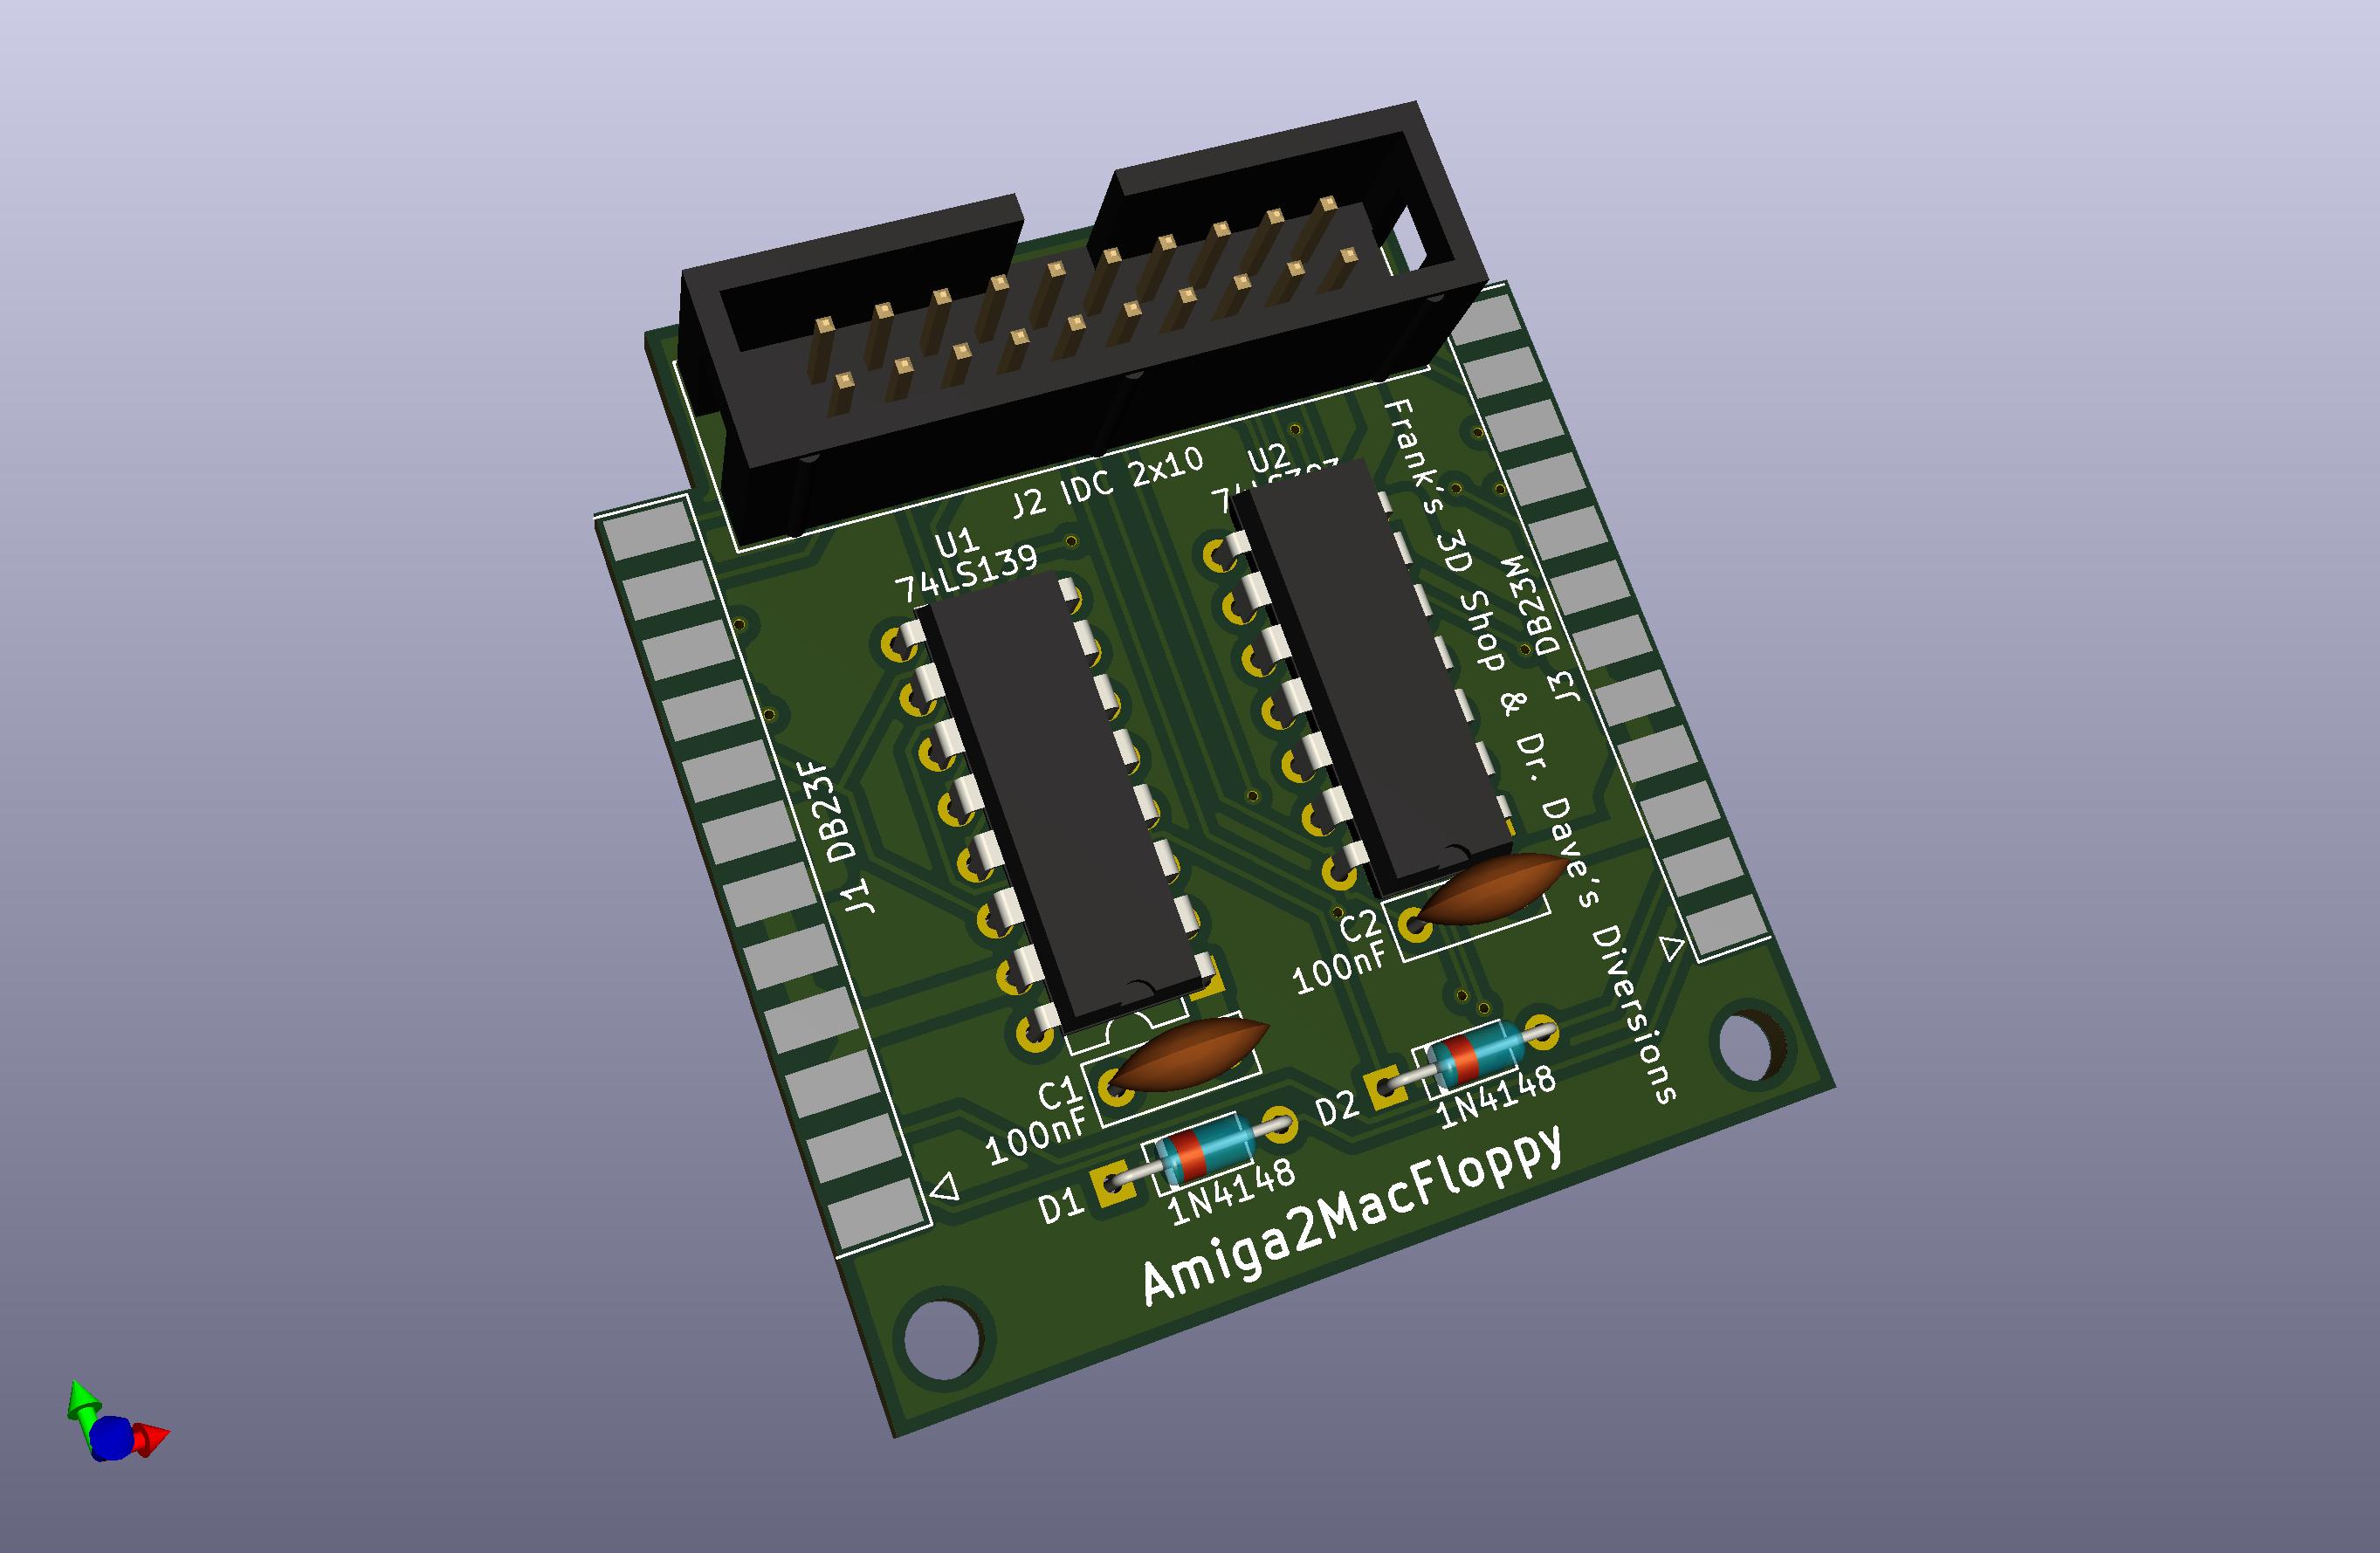 J2 IDC 2x10
U2
U1
74LS139
Frank's 3D Shop & Dr. Dave's Diversions
J3 DB23M
J1 DB23F
C2
100nF
C1
100nF
D2
1N4148
D1
1N4148
Amiga2MacFloppy